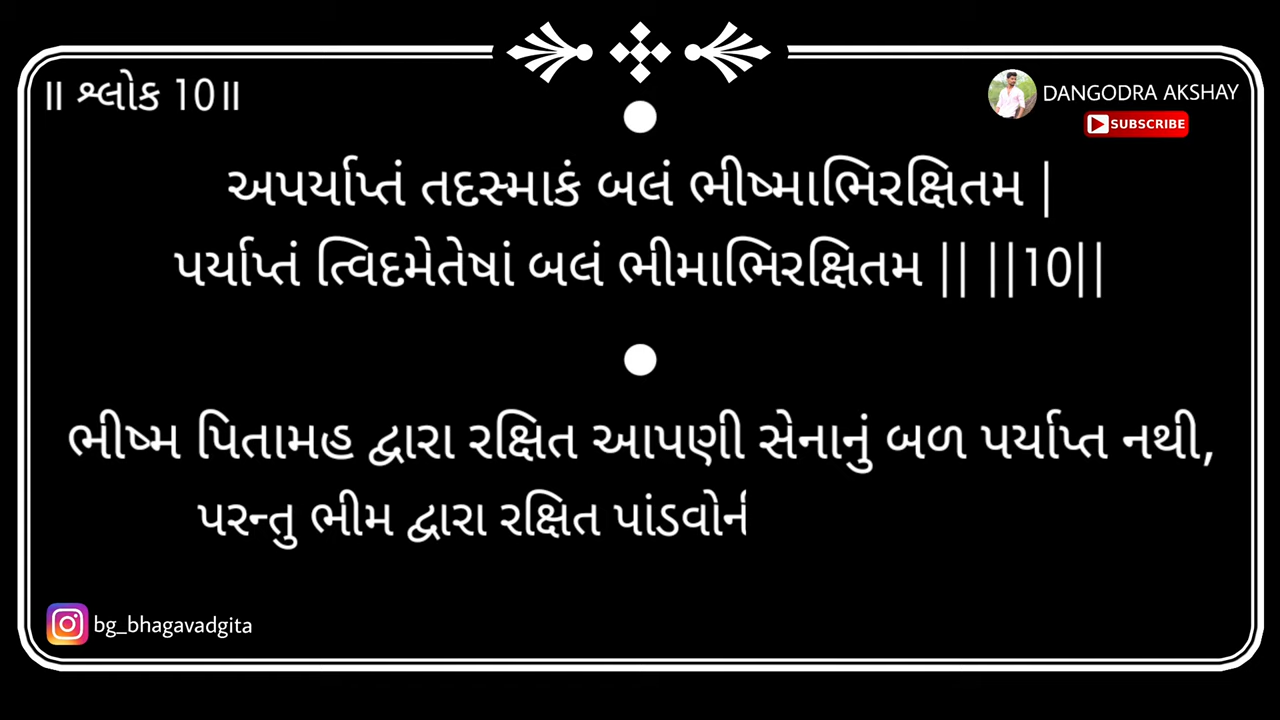 ॥ શ્લોક 10॥
DANGODRA AKSHAY
SUBSCRIBE
અપર્યાપ્તં તદસ્માકં બલં ભીષ્માભિરક્ષિતમ |
પર્યાપ્તં ત્વિદમેતેષાં બલં ભીમાભિરક્ષિતમ || ||10||
ભીષ્મ પિતામહ દ્વારા રક્ષિત આપણી સેનાનું બળ પર્યાપ્ત નથી,
પરન્તુ ભીમ દ્વારા રક્ષિત
bg_bhagavadgita